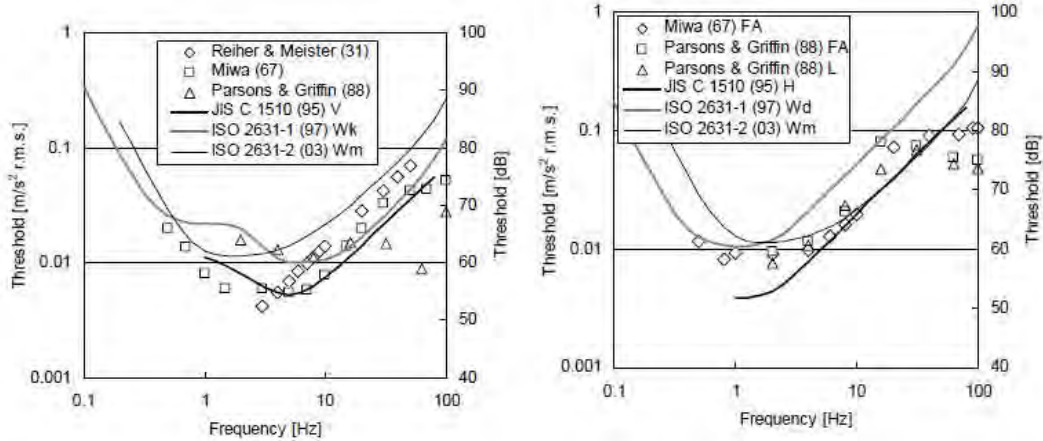 1
100
Reiher & Meister (31)
Miwa (67)
Parsons & Griffin (88)
JIS C 1510 (95) V
ISO 2631-1 (97) Wk
ISO 2631-2 (03) Wm
90
0.1
80
70
0.01
60
50
0.001
40
0.1
1
10
100
Threshold [m/s² r.m.s.]
Threshold [dB]
Frequency [Hz]
1
100
Miwa (67) FA
Parsons & Griffin (88) FA
Parsons & Griffin (88) L
JIS C 1510 (95) H
ISO 2631-1 (97) Wd
ISO 2631-2 (03) Wm
90
0.1
80
70
0.01
60
50
0.001
40
0.1
1
10
100
Threshold [m/s² r.m.s.]
Threshold [dB]
Frequency [Hz]